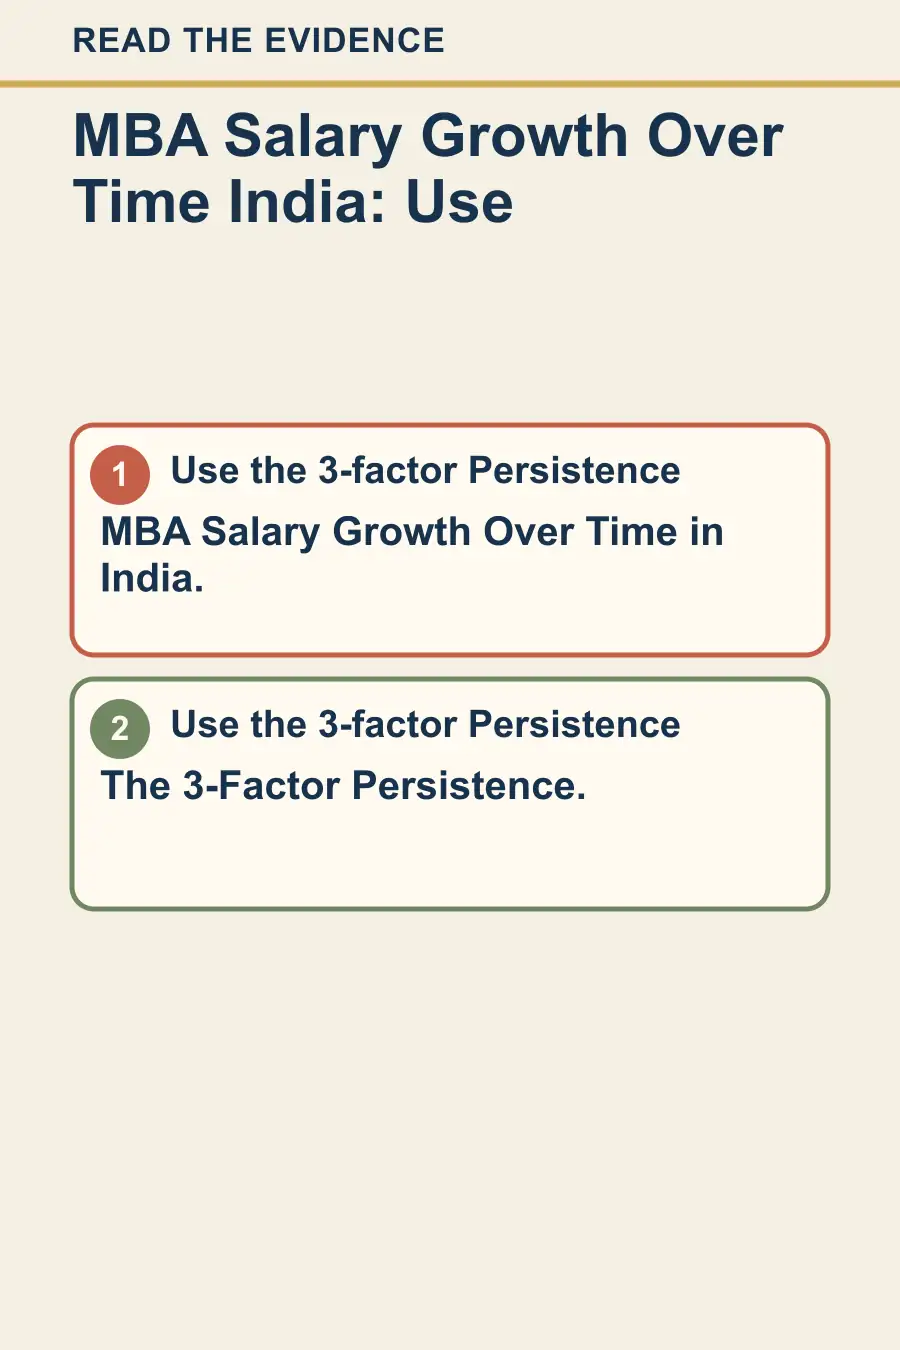 READ THE EVIDENCE
MBA Salary Growth Over
Time India: Use
1 Use the 3-factor Persistence
MBA Salary Growth Over Time in
India.
2 Use the 3-factor Persistence
The 3-Factor Persistence.